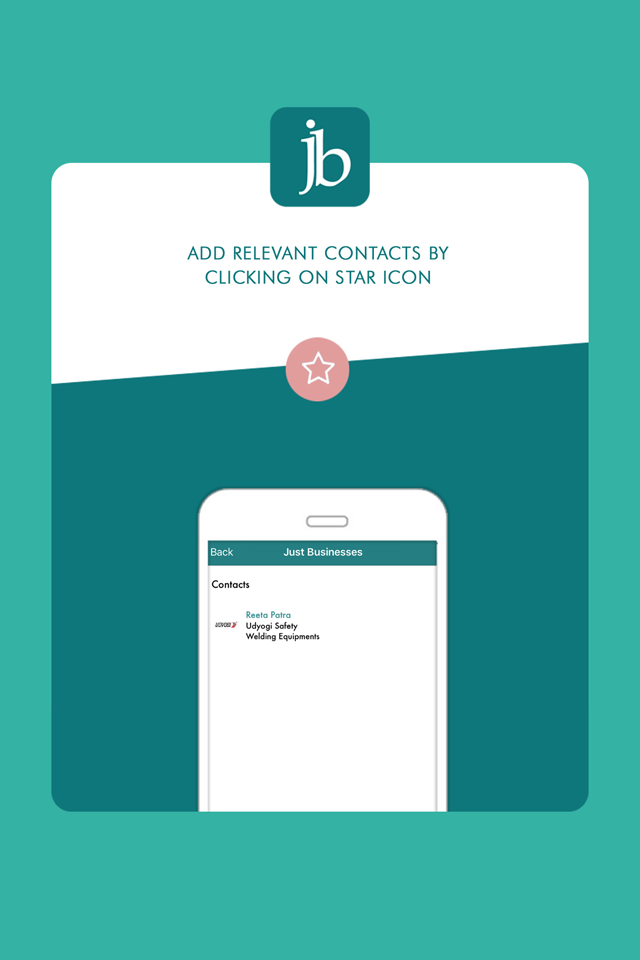 jb
ADD RELEVANT CONTACTS BY
CLICKING ON STAR ICON
Back
Just Businesses
Contacts
Reeta Patra
UDYOGI
Udyogi Safety
Welding Equipments